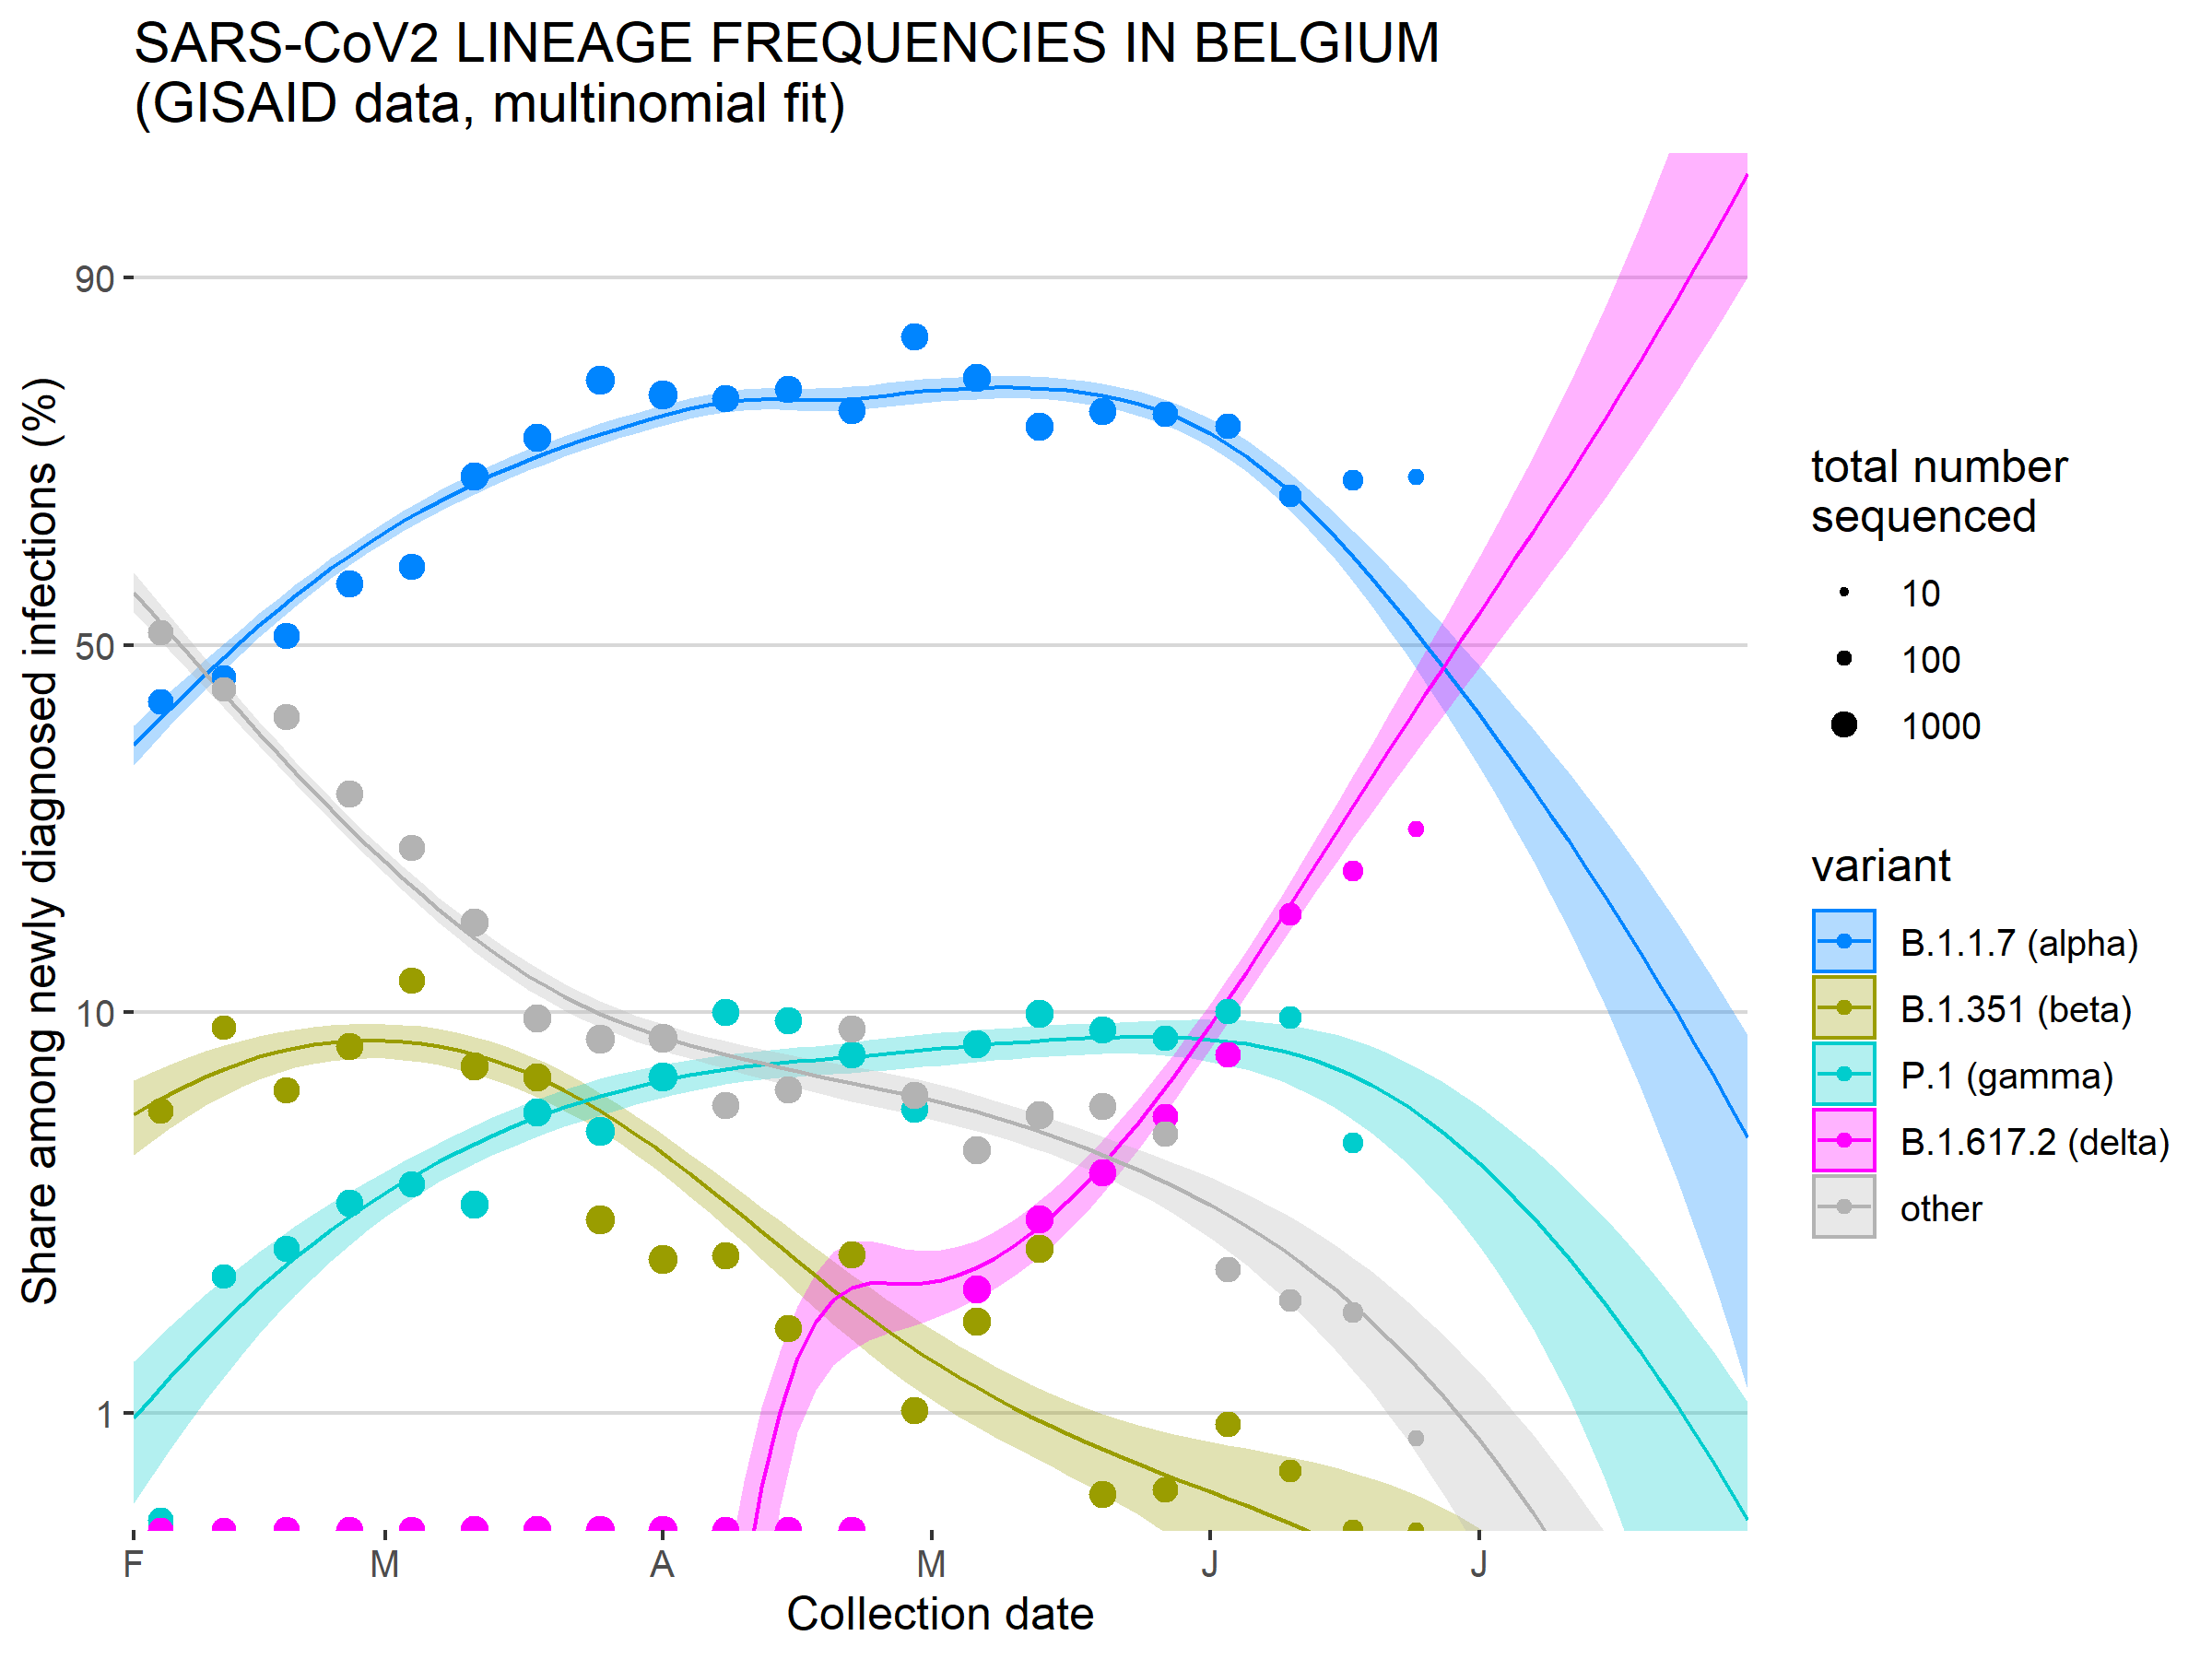 SARS-CoV2 LINEAGE FREQUENCIES IN BELGIUM
(GISAID data, multinomial fit)
Share among newly diagnosed infections (%)
90
50
10
1
F M A M J J
Collection date
total number
sequenced
10
100
1000
variant
B.1.1.7 (alpha)
B.1.351 (beta)
P.1 (gamma)
B.1.617.2 (delta)
other